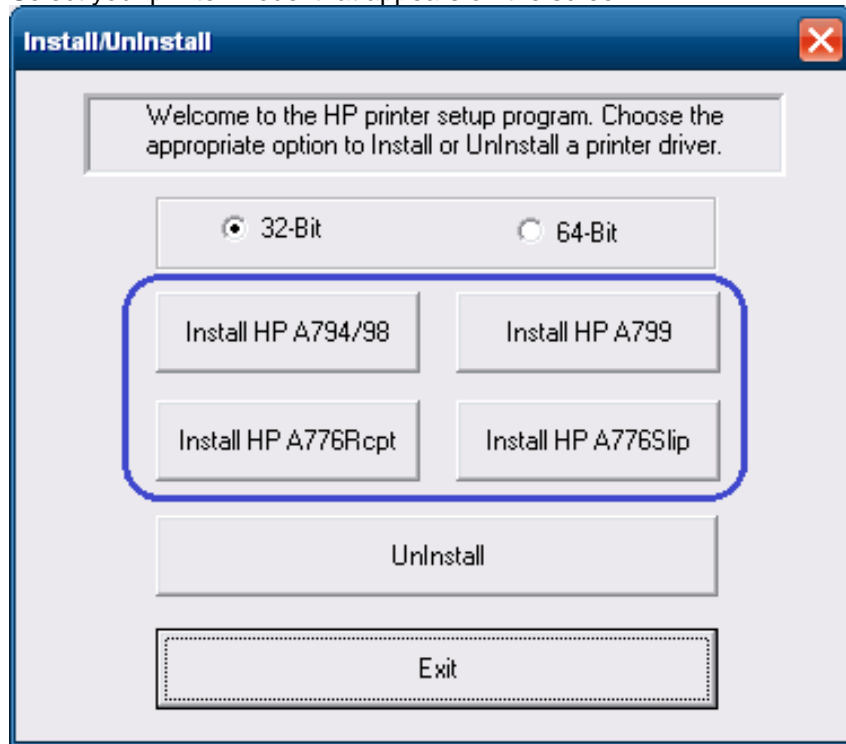 Install/UnInstall
Welcome to the HP printer setup program. Choose the
appropriate option to Install or UnInstall a printer driver.
32-Bit 64-Bit
Install HP A794/98 Install HP A799
Install HP A776Rcpt Install HP A776Slip
UnInstall
Exit